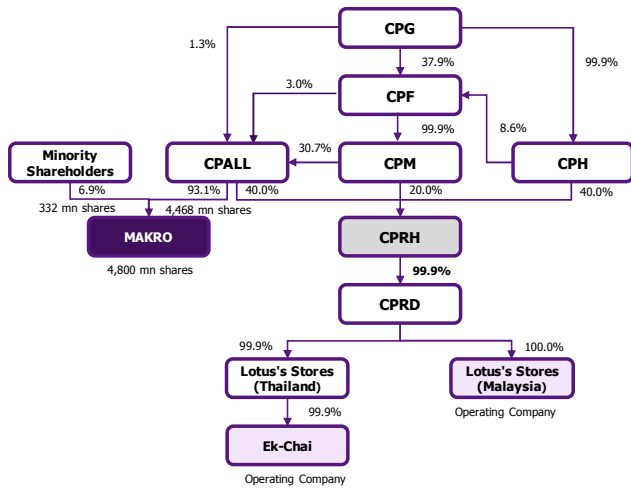 CPG
1.3%
37.9%
99.9%
3.0%
CPF
99.9%
8.6%
Minority
Shareholders
CPALL
30.7%
CPM
CPH
6.9%
93.1%
40.0%
20.0%
40.0%
332 mn shares
4,468 mn shares
MAKRO
CPRH
4,800 mn shares
99.9%
CPRD
99.9%
100.0%
Lotus's Stores
(Thailand)
Lotus's Stores
(Malaysia)
99.9%
Operating Company
Ek-Chai
Operating Company